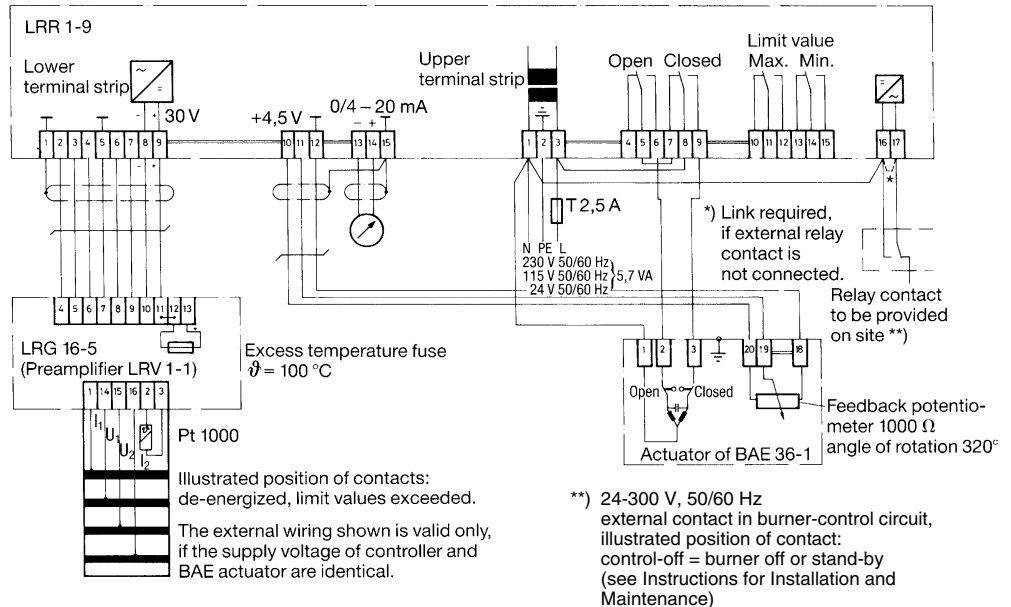 LRR 1-9
Lower
terminal strip
~
=
- +
30 V
+4,5 V
0/4 – 20 mA
- +
Upper
terminal strip
Open Closed
Limit value
Max. Min.
~
=
1 2 3 4 5 6 7 8 9
10 11 12
13 14 15
1 2 3
4 5 6 7 8 9
10 11 12 13 14 15
16 17
- +
*
T 2,5 A
*) Link required,
if external relay
contact is
not connected.
N PE L
230 V 50/60 Hz
115 V 50/60 Hz
24 V 50/60 Hz
5,7 VA
Relay contact
to be provided
on site **)
4 5 6 7 8 9 10 11 12 13
LRG 16-5
(Preamplifier LRV 1-1)
Excess temperature fuse
ϑ = 100 °C
1 14 15 16 2 3
I1
U1
U2
I2
Pt 1000
1 2 3
20 19 18
Open Closed
Actuator of BAE 36-1
Feedback potentio-
meter 1000 Ω
angle of rotation 320°
Illustrated position of contacts:
de-energized, limit values exceeded.
The external wiring shown is valid only,
if the supply voltage of controller and
BAE actuator are identical.
**) 24-300 V, 50/60 Hz
external contact in burner-control circuit,
illustrated position of contact:
control-off = burner off or stand-by
(see Instructions for Installation and
Maintenance)